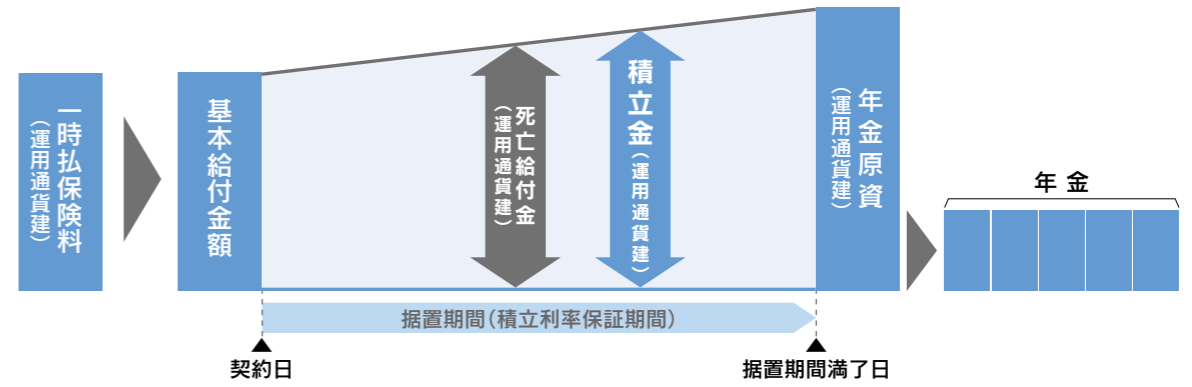 一時払保険料
（運用通貨建）
基本給付金額
死亡給付金
（運用通貨建）
積立金（運用通貨建）
年金原資
（運用通貨建）
年金
据置期間（積立利率保証期間）
契約日
据置期間満了日